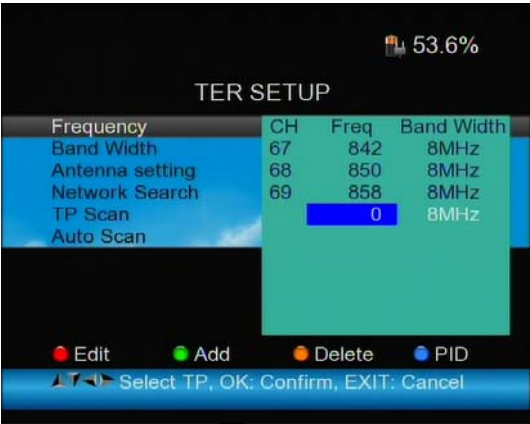 53.6%
TER SETUP
Frequency
Band Width
Antenna setting
Network Search
TP Scan
Auto Scan
CH Freq Band Width
67 842 8MHz
68 850 8MHz
69 858 8MHz
0 8MHz
Edit Add Delete PID
Select TP, OK: Confirm, EXIT: Cancel